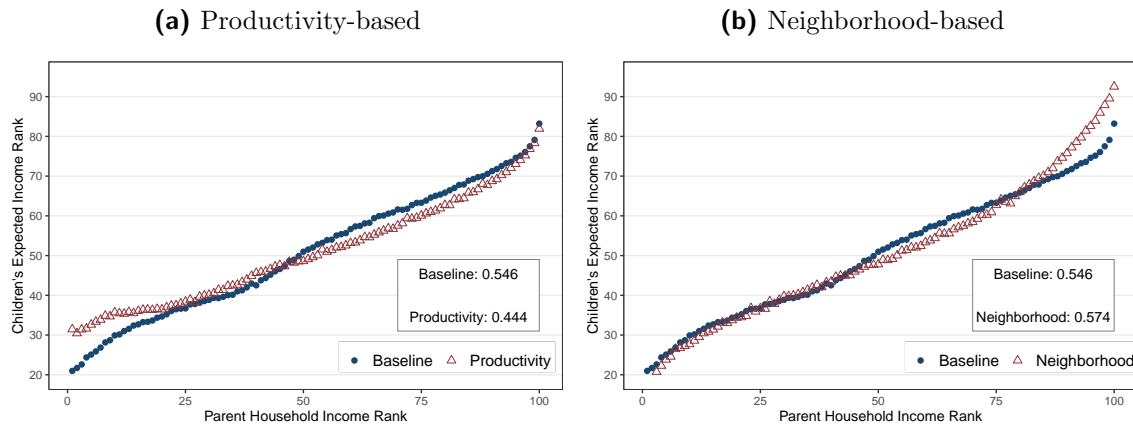 (a) Productivity-based
Children's Expected Income Rank
90
80
70
60
50
40
30
20
Baseline: 0.546
Productivity: 0.444
Baseline
Productivity
0
25
50
75
100
Parent Household Income Rank
(b) Neighborhood-based
Children's Expected Income Rank
90
80
70
60
50
40
30
20
Baseline: 0.546
Neighborhood: 0.574
Baseline
Neighborhood
0
25
50
75
100
Parent Household Income Rank